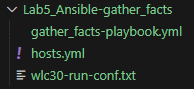 Lab5_Ansible-gather_facts
gather_facts-playbook.yml
hosts.yml
wlc30-run-conf.txt